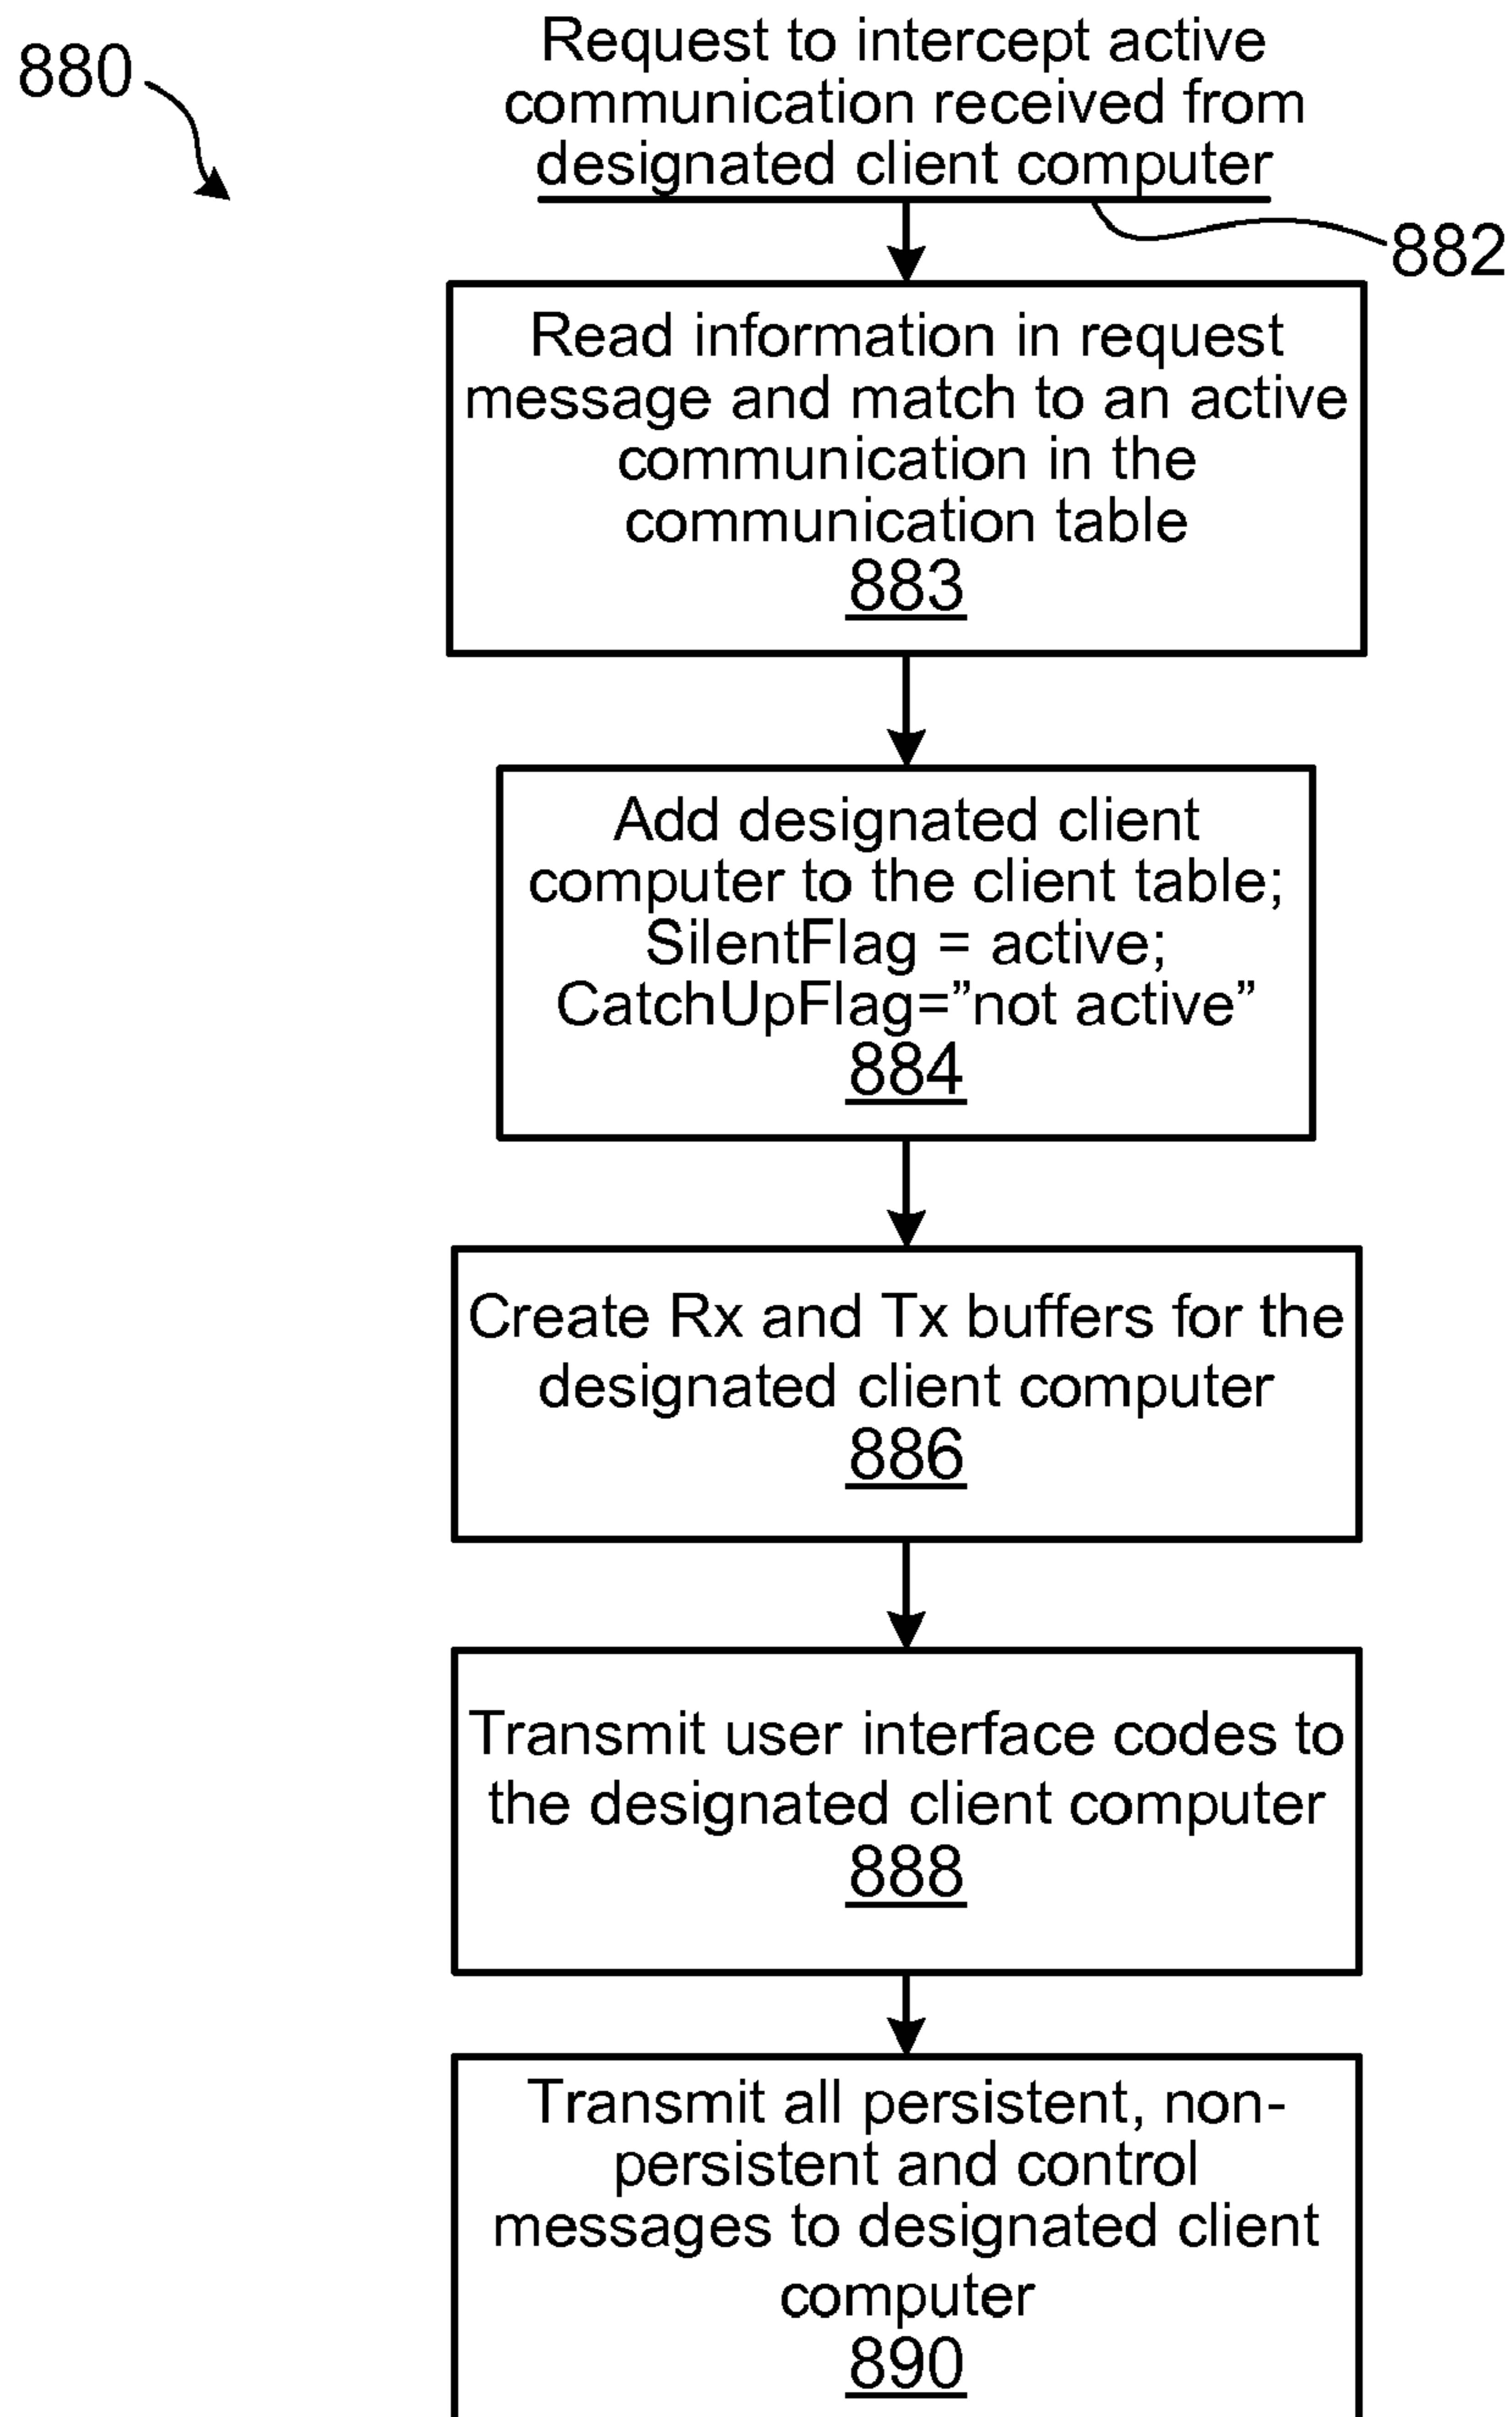 880
Request to intercept active
communication received from
designated client computer
882
Read information in request
message and match to an active
communication in the
communication table
883
Add designated client
computer to the client table;
SilentFlag = active;
CatchUpFlag=”not active”
884
Create Rx and Tx buffers for the
designated client computer
886
Transmit user interface codes to
the designated client computer
888
Transmit all persistent, non-
persistent and control
messages to designated client
computer
890